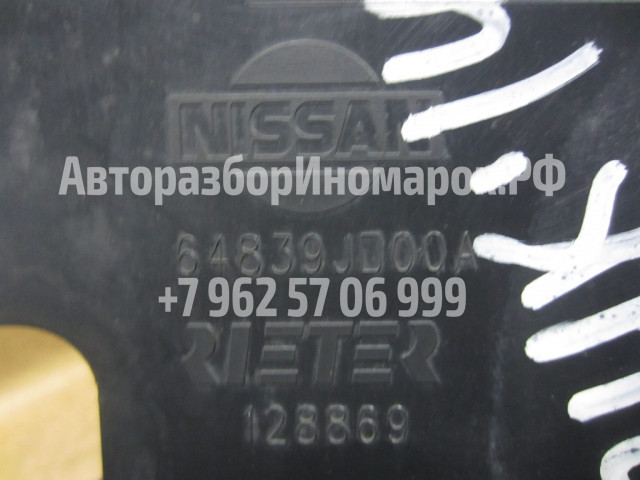 NISSAN
АвторазборИномарок.РФ
64839JD00A
+7 962 57 06 999
RIETER
128869